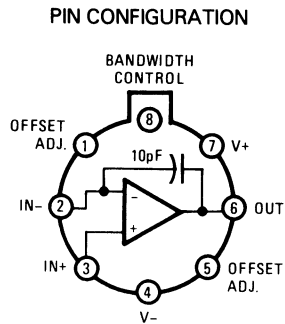 PIN CONFIGURATION
BANDWIDTH
CONTROL
8
OFFSET
ADJ.
1
7
V+
10pF
IN-
2
-
6
OUT
+
IN+
3
5
OFFSET
ADJ.
4
V-